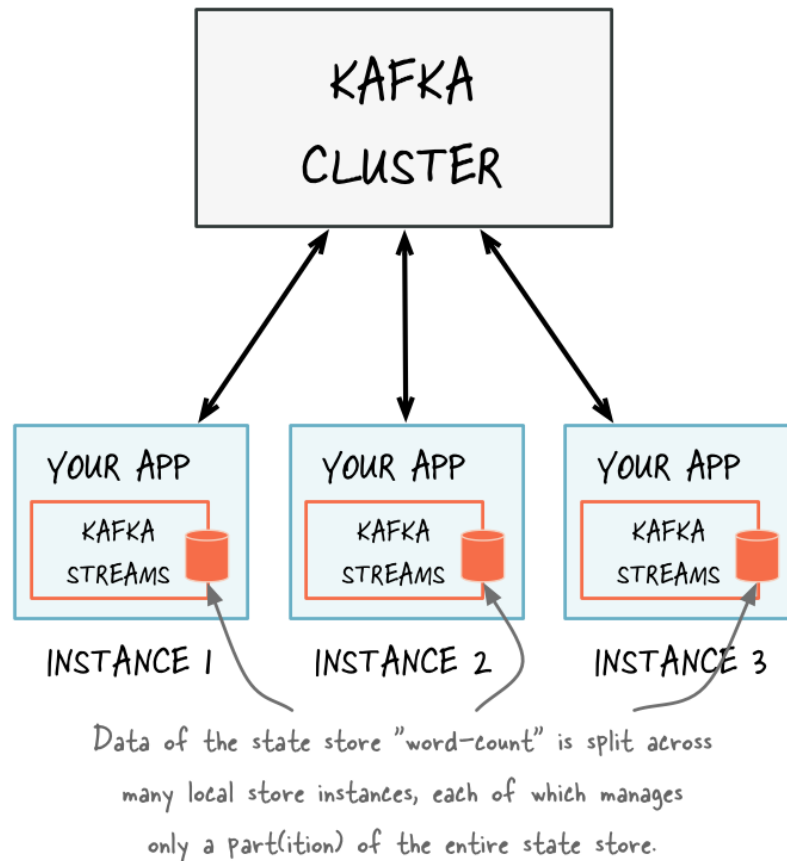 KAFKA
CLUSTER
YOUR APP
KAFKA
STREAMS
INSTANCE 1
YOUR APP
KAFKA
STREAMS
INSTANCE 2
YOUR APP
KAFKA
STREAMS
INSTANCE 3
Data of the state store "word-count" is split across
many local store instances, each of which manages
only a part(ition) of the entire state store.